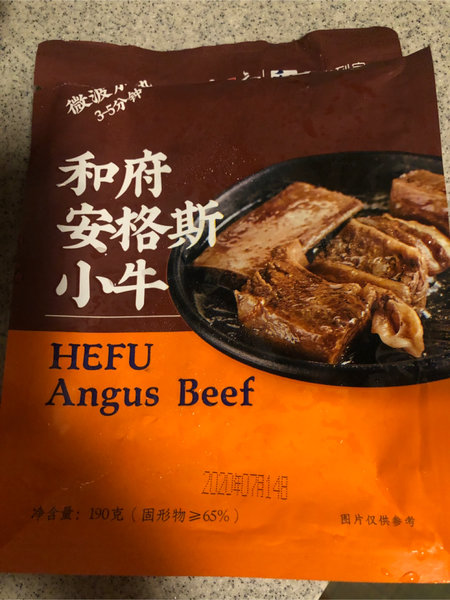 微波
3-5分钟
和府
安格斯
小牛
HEFU
Angus Beef
2020年07月14日
净含量：190克（固形物≥65%）
图片仅供参考